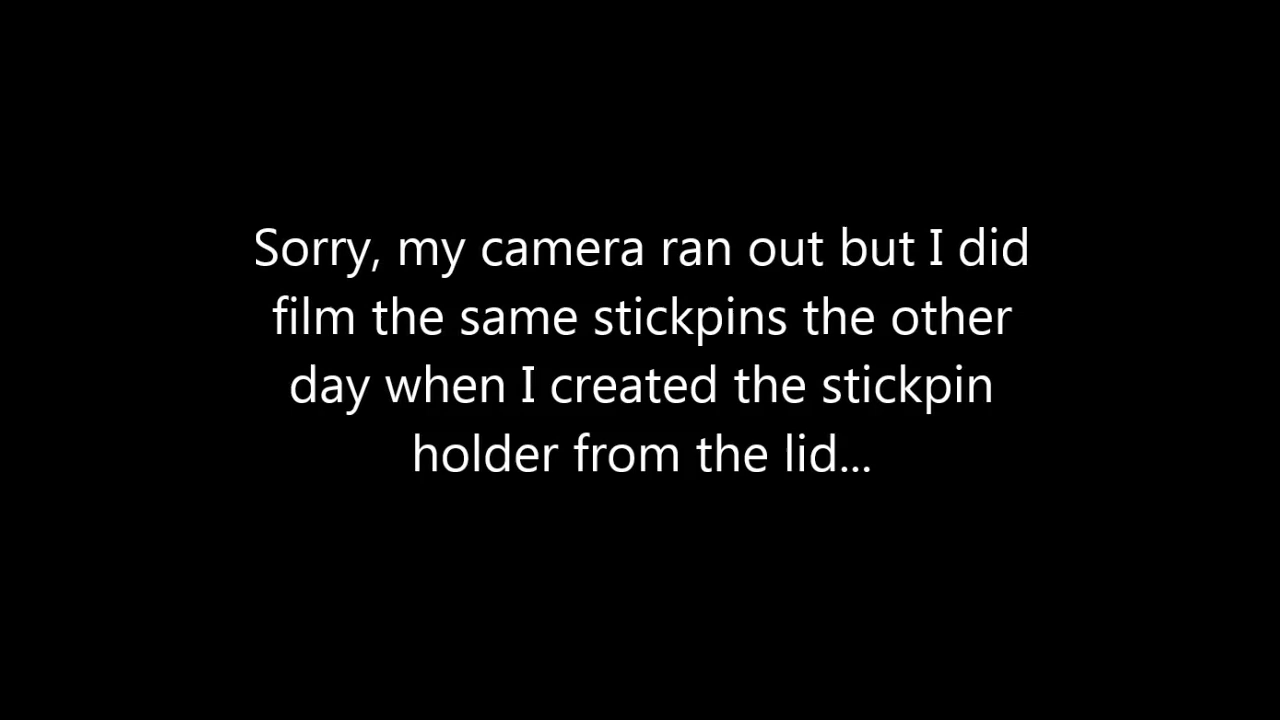 Sorry, my camera ran out but I did
film the same stickpins the other
day when I created the stickpin
holder from the lid...